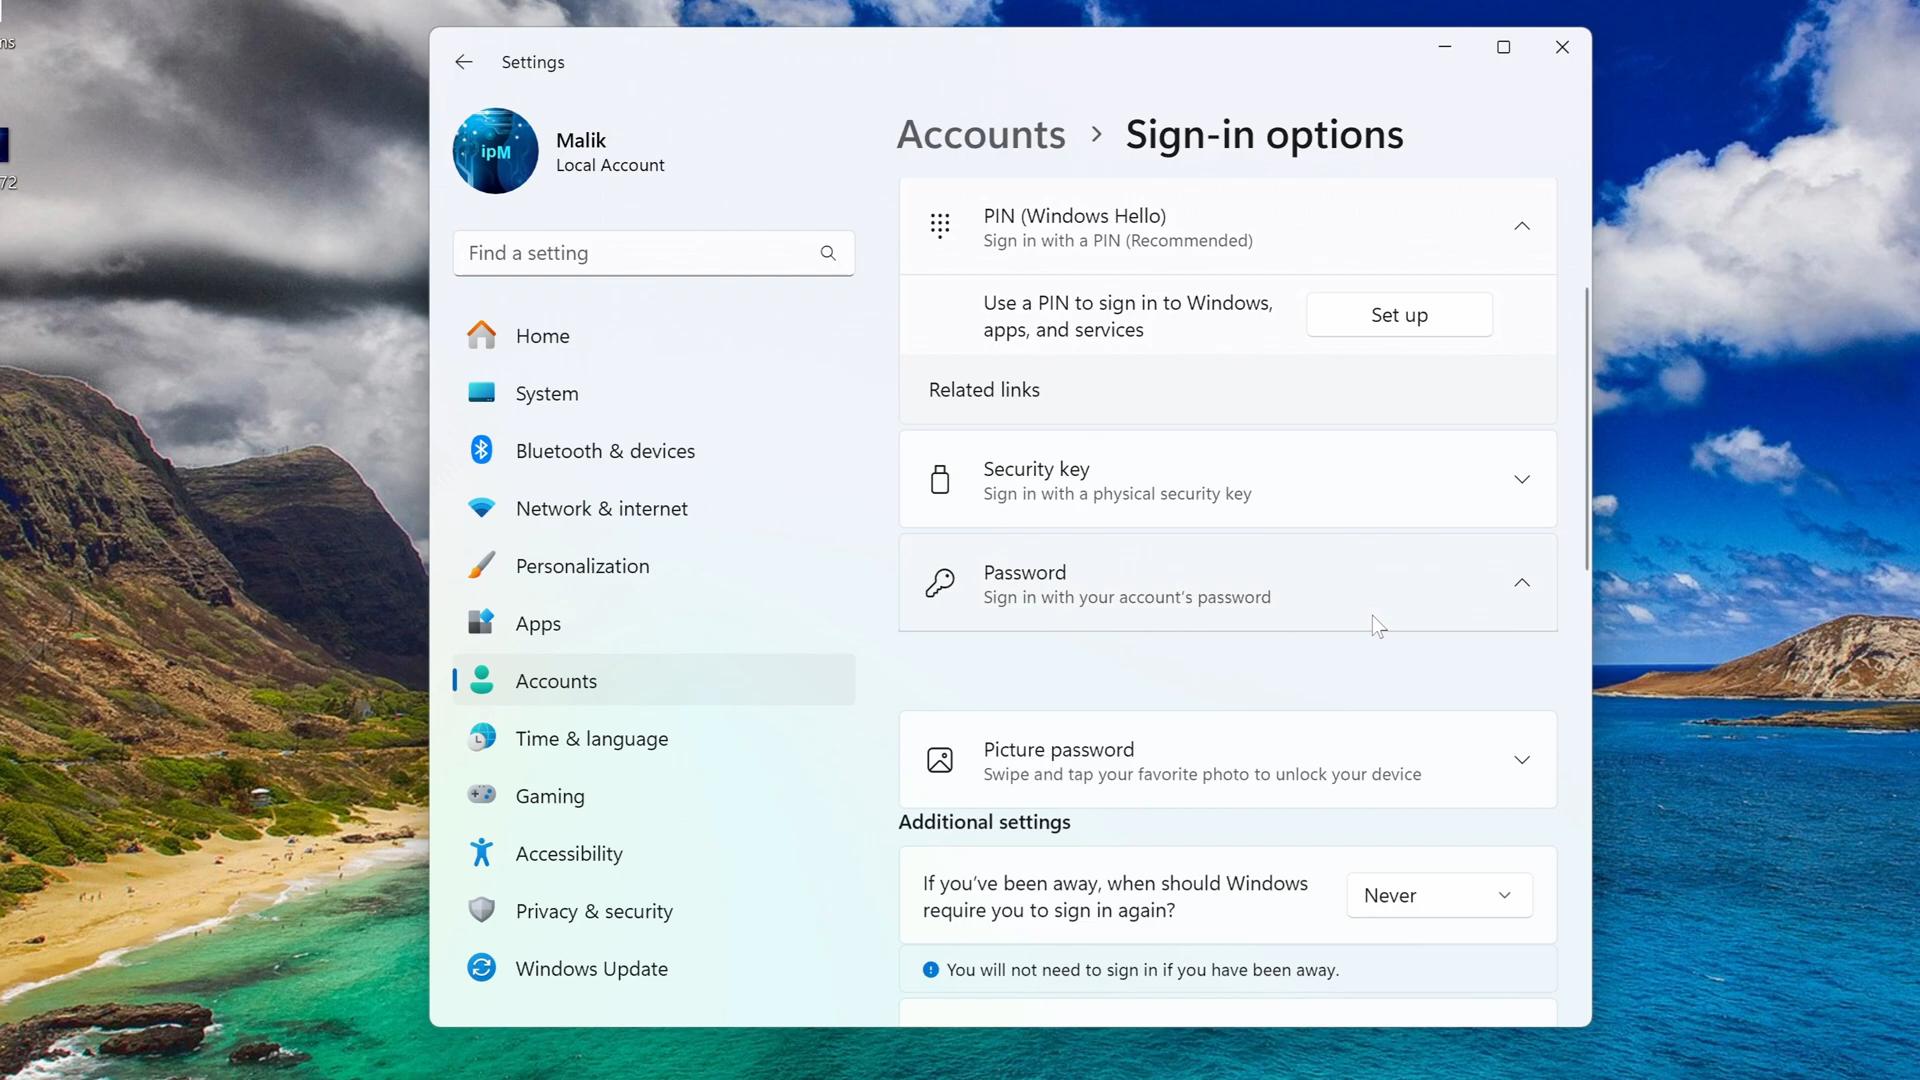 ms
72
Settings
ipM
Malik
Local Account
Find a setting
Home
System
Bluetooth & devices
Network & internet
Personalization
Apps
Accounts
Time & language
Gaming
Accessibility
Privacy & security
Windows Update
Accounts > Sign-in options
PIN (Windows Hello)
Sign in with a PIN (Recommended)
Use a PIN to sign in to Windows,
apps, and services
Set up
Related links
Security key
Sign in with a physical security key
Password
Sign in with your account's password
Picture password
Swipe and tap your favorite photo to unlock your device
Additional settings
If you've been away, when should Windows
require you to sign in again?
Never
You will not need to sign in if you have been away.